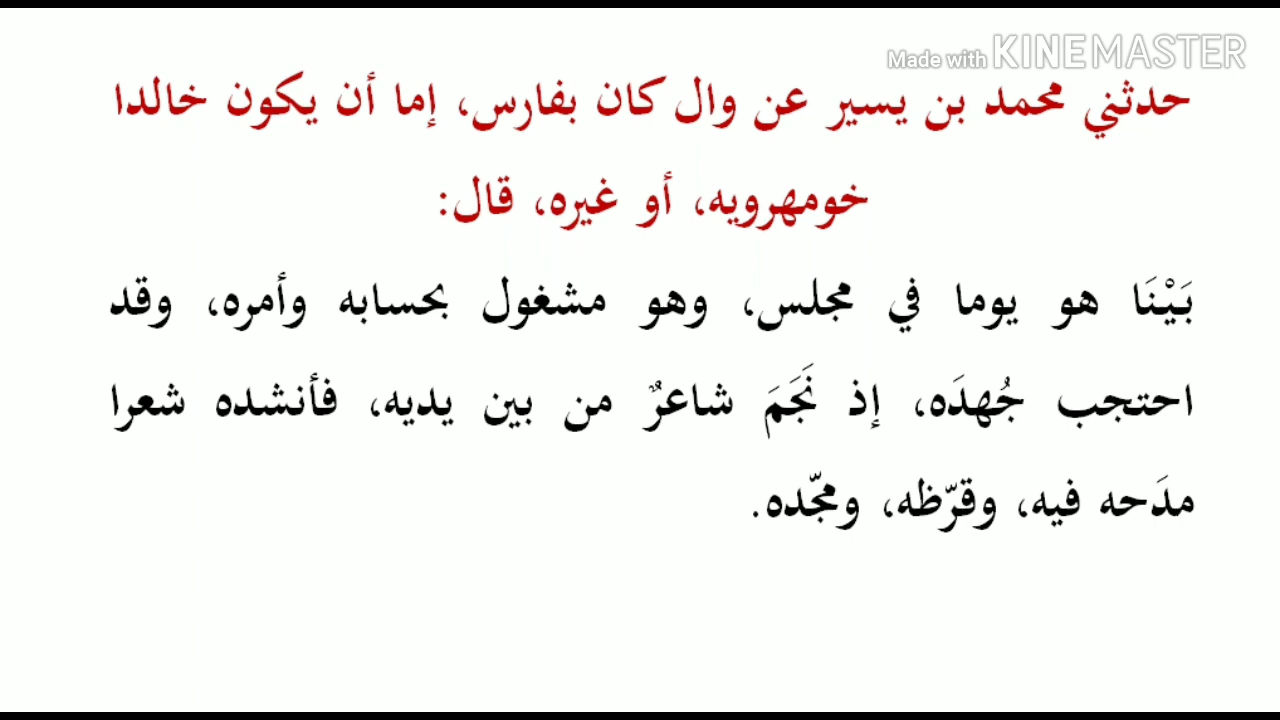 Made with KINEMASTER
حدثني محمد بن يسير عن وال كان بفارس، إما أن يكون خالدا
خومهرويه، أو غيره، قال:
بَيْنَا هو يوما في مجلس، وهو مشغول بحسابه وأمره، وقد
احتجب جُهدَه، إذ نَجَمَ شاعرٌ من بين يديه، فأنشده شعرا
مدَحه فيه، وقرّظه، ومجّده.